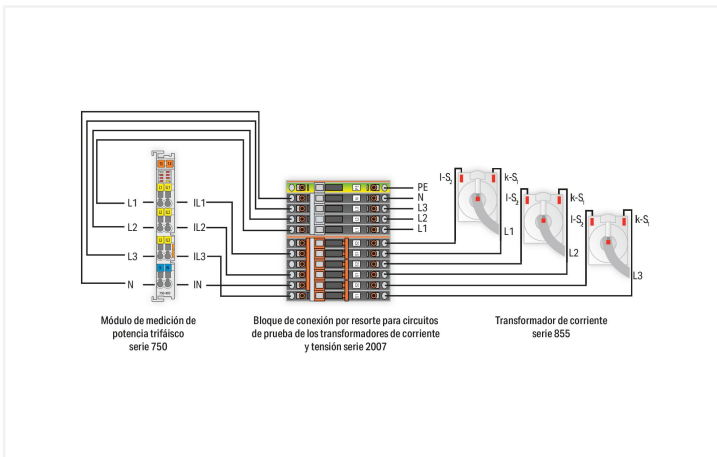 L1
L2
L3
N
IL1
IL2
IL3
IN
PE
N
L3
L2
L1
l-S2
k-S1
L1
l-S2
k-S1
L2
l-S2
k-S1
L3
Módulo de medición de
potencia trifáisco
serie 750
Bloque de conexión por resorte para circuitos
de prueba de los transformadores de corriente
y tensión serie 2007
Transformador de corriente
serie 855